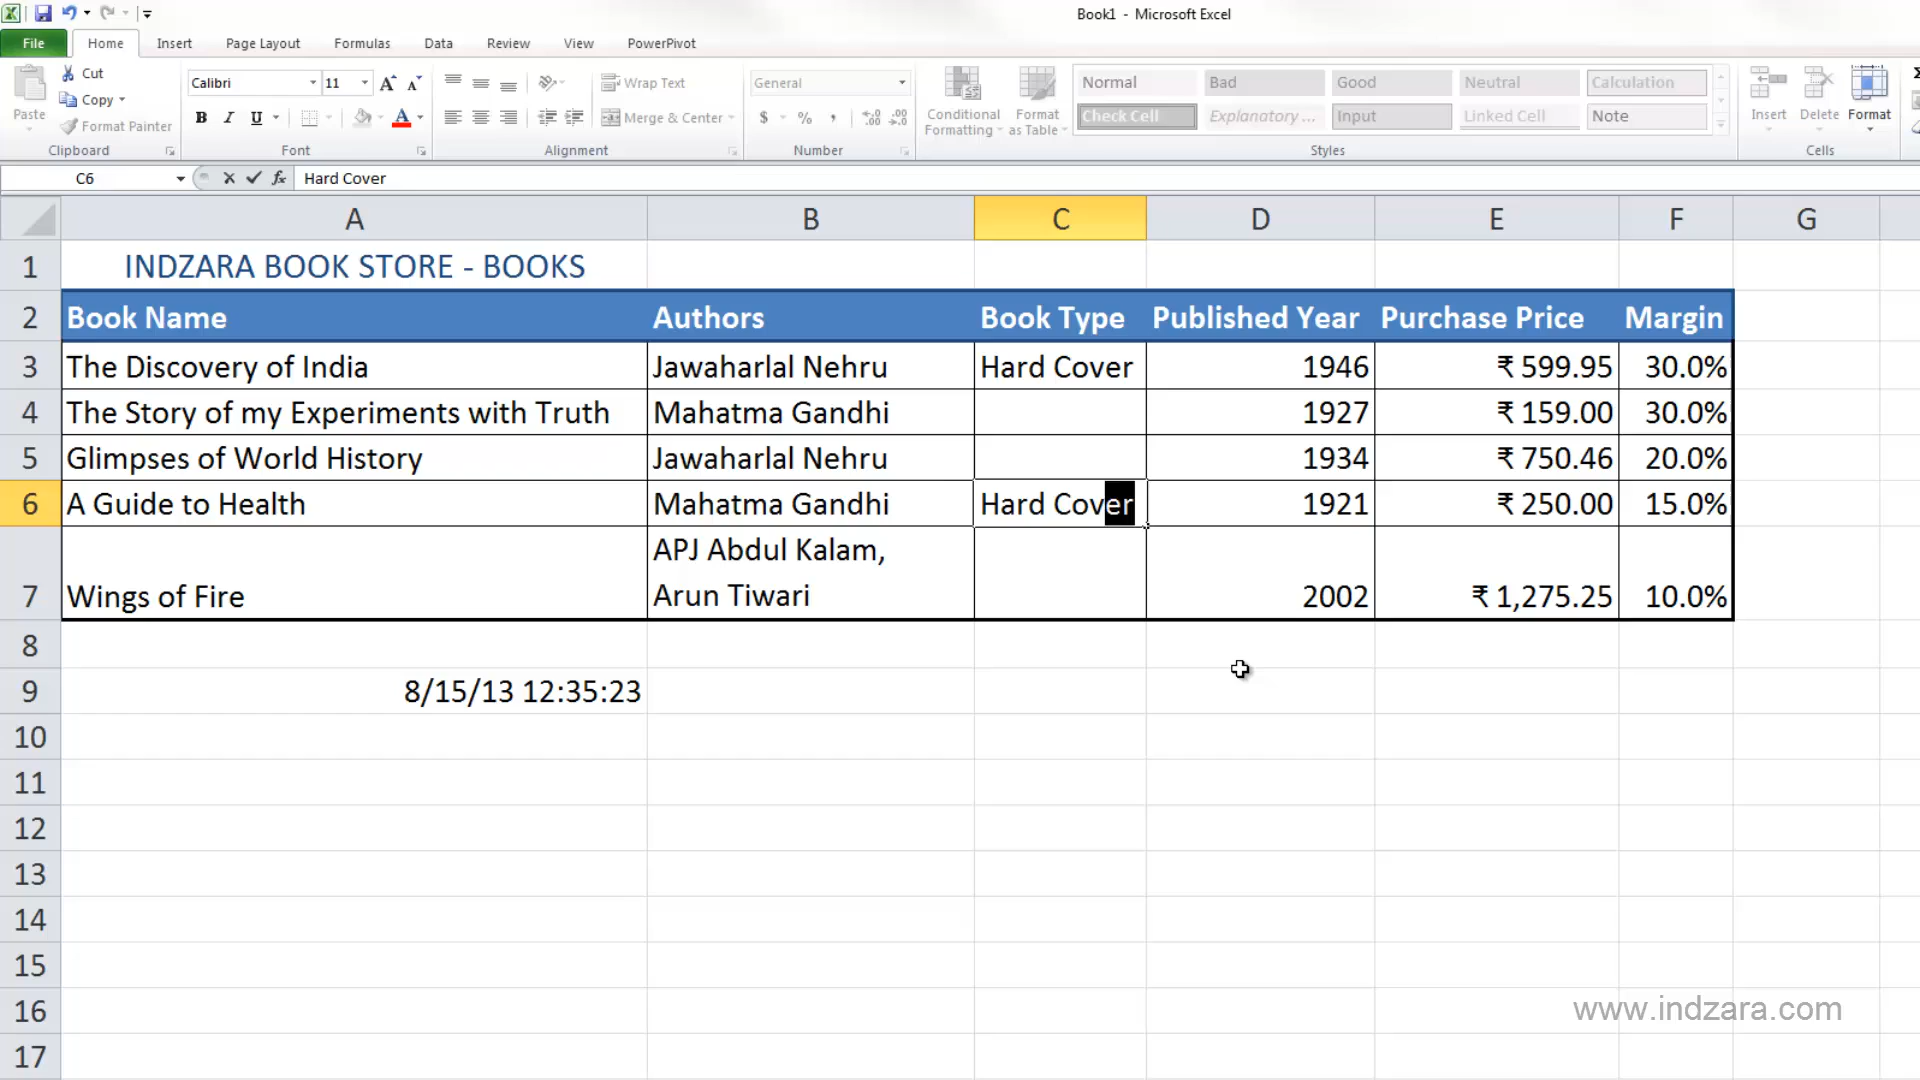 Book1 - Microsoft Excel
File Home Insert Page Layout Formulas Data Review View PowerPivot
Paste
Cut
Copy
Format Painter
Clipboard
Calibri 11
B I U
Font
Wrap Text
Merge & Center
Alignment
General
$ % ,
Number
Conditional Formatting
Format as Table
Normal Bad Good Neutral Calculation
Check Cell Explanatory ... Input Linked Cell Note
Styles
Insert Delete Format
Cells
C6 fx Hard Cover
A B C D E F G
1 INDZARA BOOK STORE - BOOKS
2 Book Name Authors Book Type Published Year Purchase Price Margin
3 The Discovery of India Jawaharlal Nehru Hard Cover 1946 ₹ 599.95 30.0%
4 The Story of my Experiments with Truth Mahatma Gandhi 1927 ₹ 159.00 30.0%
5 Glimpses of World History Jawaharlal Nehru 1934 ₹ 750.46 20.0%
6 A Guide to Health Mahatma Gandhi Hard Cover 1921 ₹ 250.00 15.0%
APJ Abdul Kalam,
7 Wings of Fire Arun Tiwari 2002 ₹ 1,275.25 10.0%
8
9 8/15/13 12:35:23
10
11
12
13
14
15
16 www.indzara.com
17